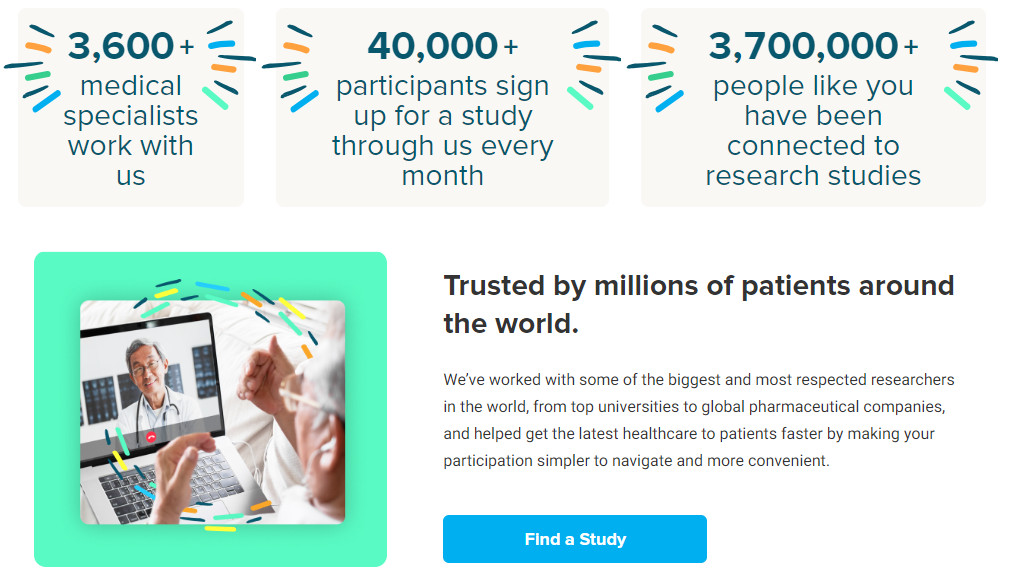 3,600+
medical
specialists
work with
us
40,000+
participants sign
up for a study
through us every
month
3,700,000+
people like you
have been
connected to
research studies
Trusted by millions of patients around
the world.
We’ve worked with some of the biggest and most respected researchers
in the world, from top universities to global pharmaceutical companies,
and helped get the latest healthcare to patients faster by making your
participation simpler to navigate and more convenient.
Find a Study